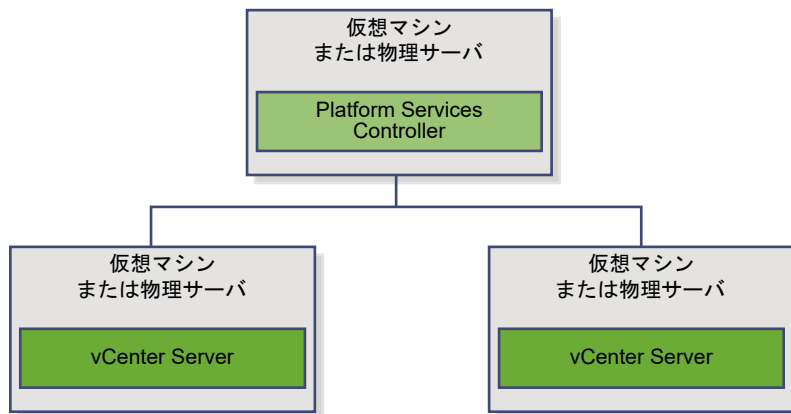 仮想マシン
または物理サーバ
Platform Services
Controller
仮想マシン
または物理サーバ
vCenter Server
仮想マシン
または物理サーバ
vCenter Server